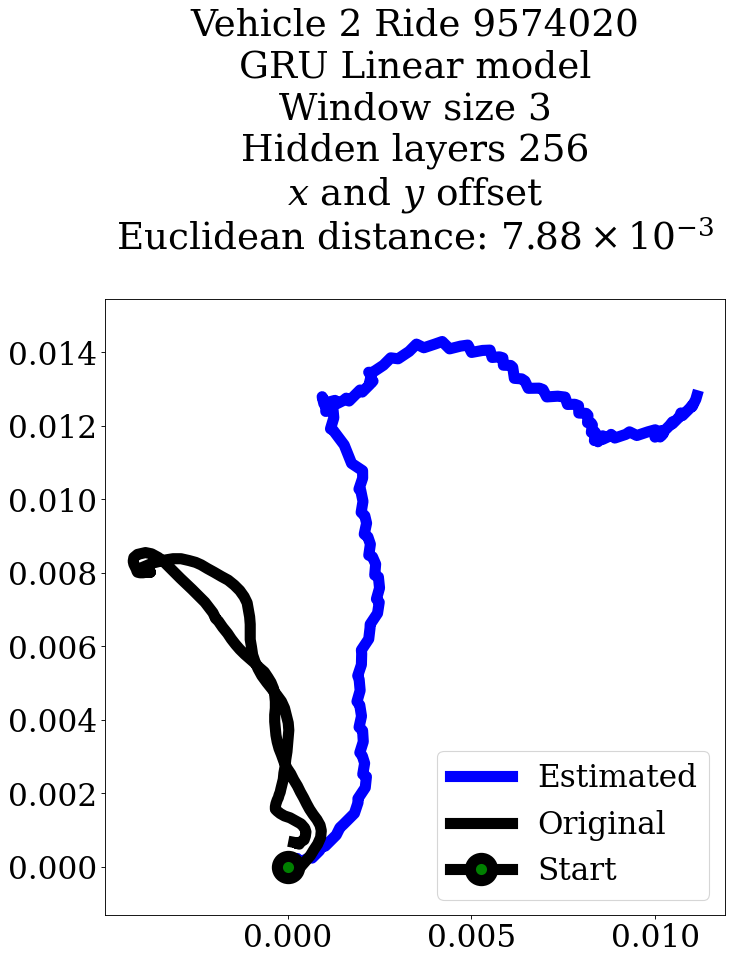 Vehicle 2 Ride 9574020
GRU Linear model
Window size 3
Hidden layers 256
x and y offset
Euclidean distance: 7.88 × 10⁻³
0.014
0.012
0.010
0.008
0.006
0.004
0.002
0.000
Estimated
Original
Start
0.000 0.005 0.010